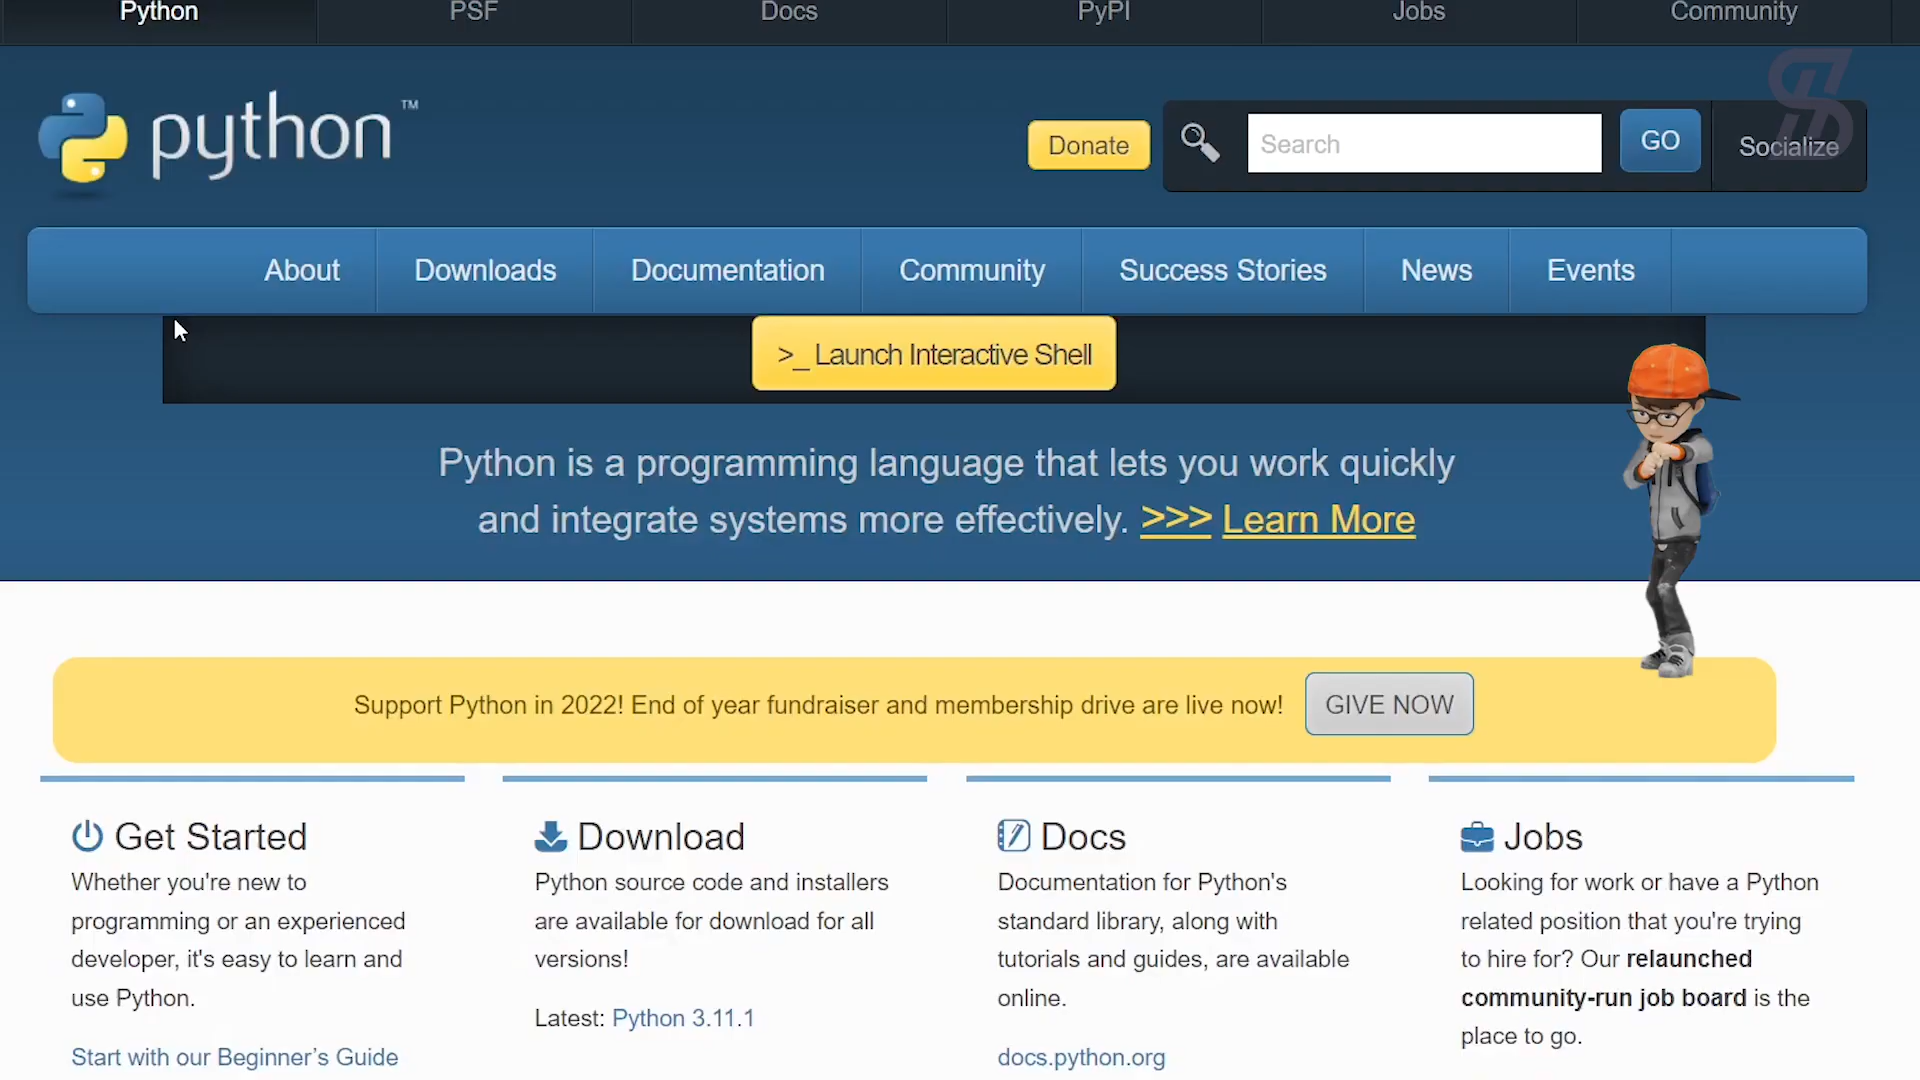 Python PSF Docs PyPI Jobs Community
python™
Donate
Search
GO
Socialize
About Downloads Documentation Community Success Stories News Events
>_ Launch Interactive Shell
Python is a programming language that lets you work quickly
and integrate systems more effectively. >>> Learn More
Support Python in 2022! End of year fundraiser and membership drive are live now! GIVE NOW
Get Started
Whether you're new to
programming or an experienced
developer, it's easy to learn and
use Python.
Start with our Beginner’s Guide
Download
Python source code and installers
are available for download for all
versions!
Latest: Python 3.11.1
Docs
Documentation for Python's
standard library, along with
tutorials and guides, are available
online.
docs.python.org
Jobs
Looking for work or have a Python
related position that you're trying
to hire for? Our relaunched
community-run job board is the
place to go.